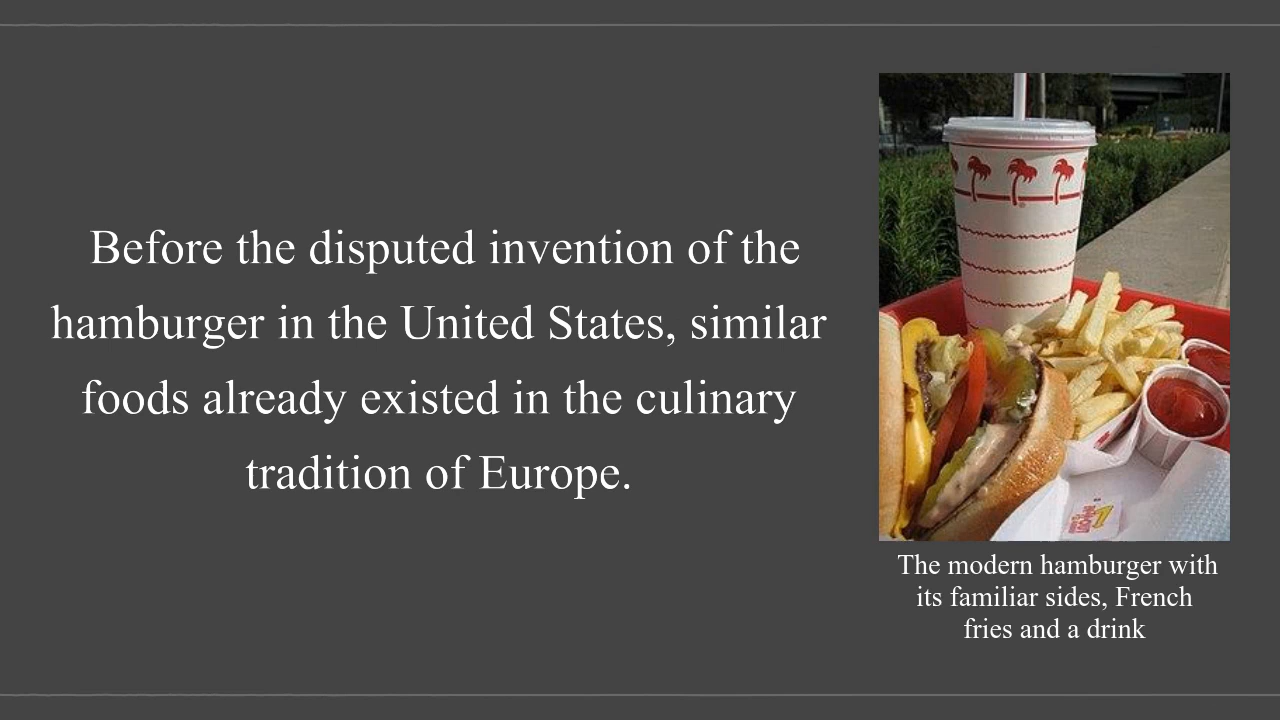 Before the disputed invention of the
hamburger in the United States, similar
foods already existed in the culinary
tradition of Europe.
The modern hamburger with
its familiar sides, French
fries and a drink